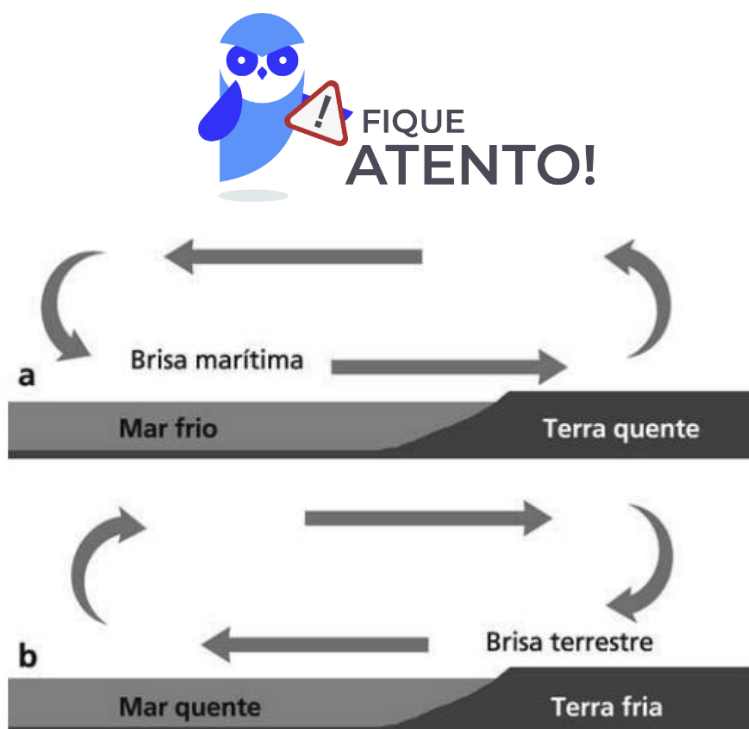 !
FIQUE
ATENTO!
Brisa marítima
a
Mar frio
Terra quente
Brisa terrestre
b
Mar quente
Terra fria